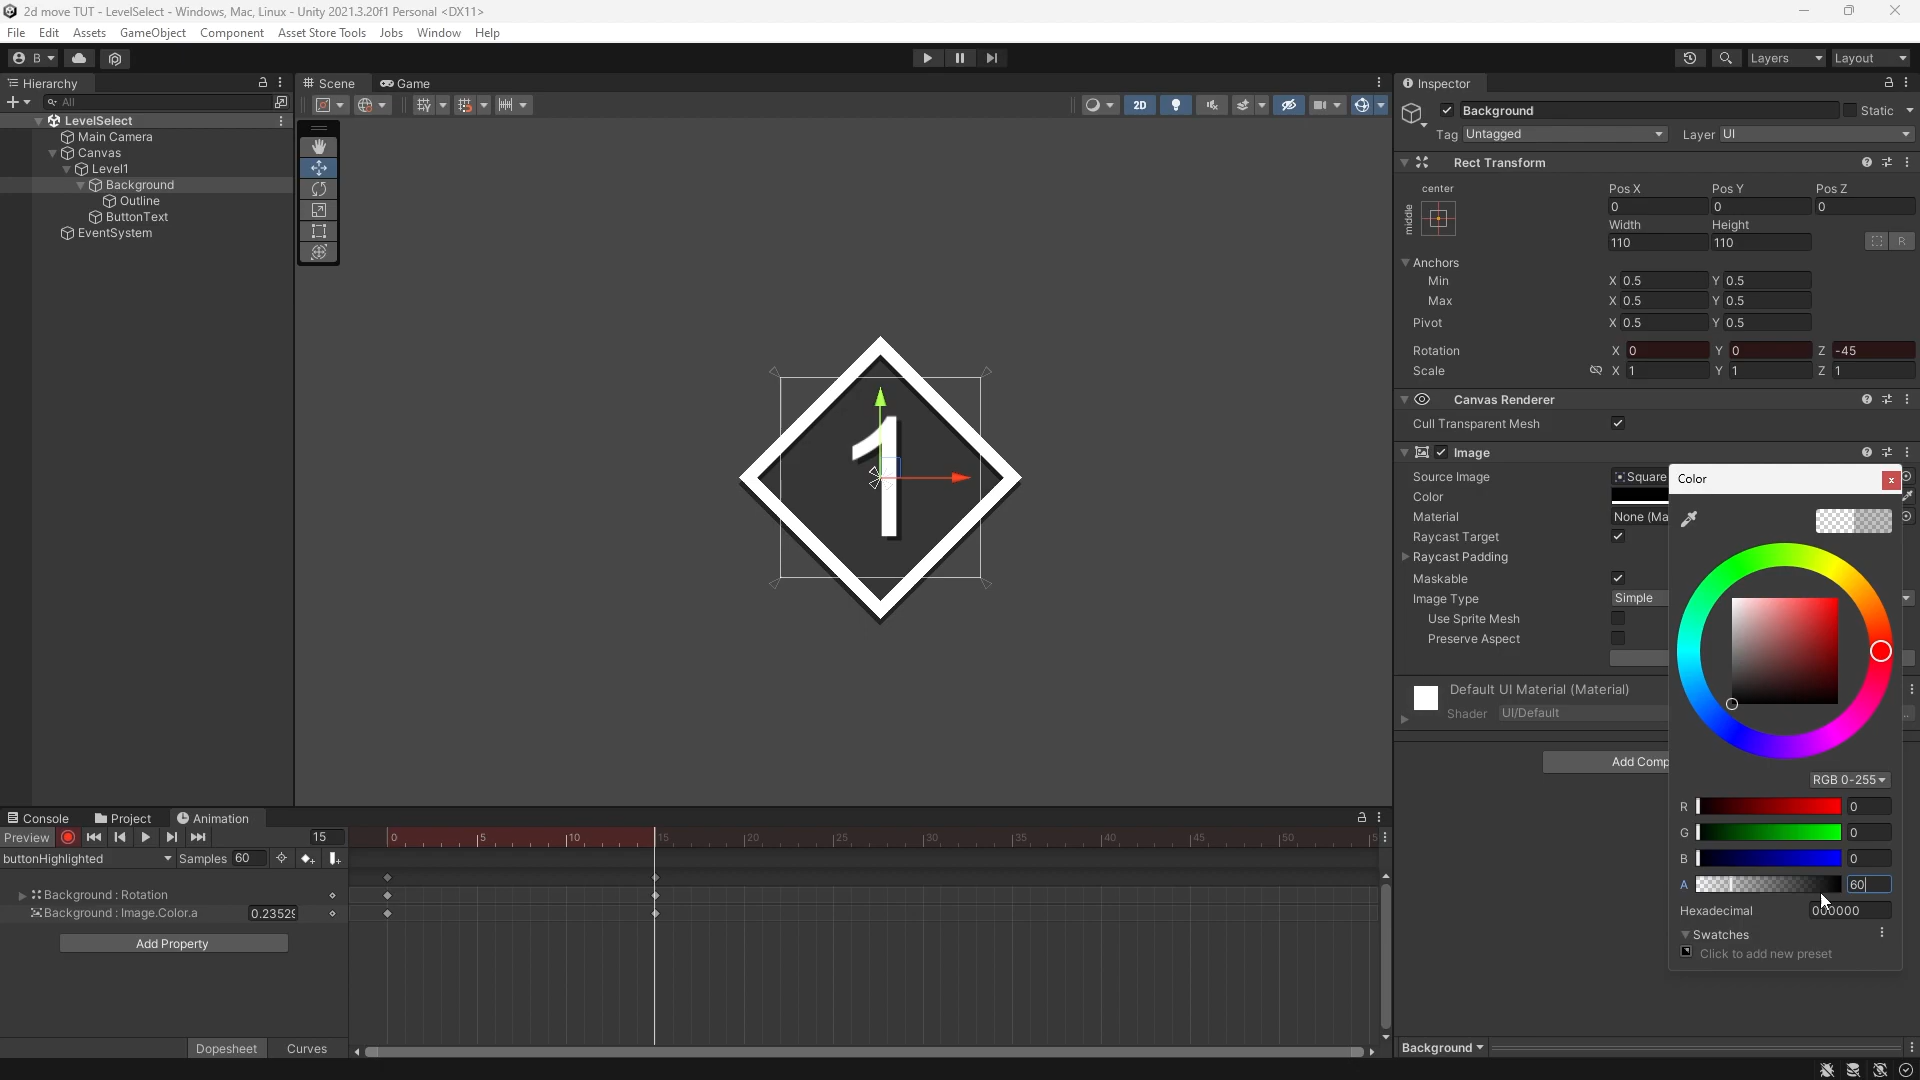 2d move TUT - LevelSelect - Windows, Mac, Linux - Unity 2021.3.20f1 Personal <DX11>
File Edit Assets GameObject Component Asset Store Tools Jobs Window Help
B Layers Layout
Hierarchy Scene Game Inspector
All 2D
LevelSelect
Main Camera
Canvas
Level1
Background
Outline
ButtonText
EventSystem
1
Background Static
Tag Untagged Layer UI
Rect Transform
center Pos X Pos Y Pos Z
middle 0 0 0
Width Height
110 110 R
Anchors
Min X 0.5 Y 0.5
Max X 0.5 Y 0.5
Pivot X 0.5 Y 0.5
Rotation X 0 Y 0 Z -45
Scale X 1 Y 1 Z 1
Canvas Renderer
Cull Transparent Mesh
Image
Source Image Square
Color
Material None (Ma
Raycast Target
Raycast Padding
Maskable
Image Type Simple
Use Sprite Mesh
Preserve Aspect
Default UI Material (Material)
Shader UI/Default
Add Comp
Color
RGB 0-255
R 0
G 0
B 0
A 60
Hexadecimal 000000
Swatches
Click to add new preset
Background
Console Project Animation
Preview 15 0 5 10 15 20 25 30 35 40 45 50 5
buttonHighlighted Samples 60
Background : Rotation
Background : Image.Color.a 0.23529
Add Property
Dopesheet Curves